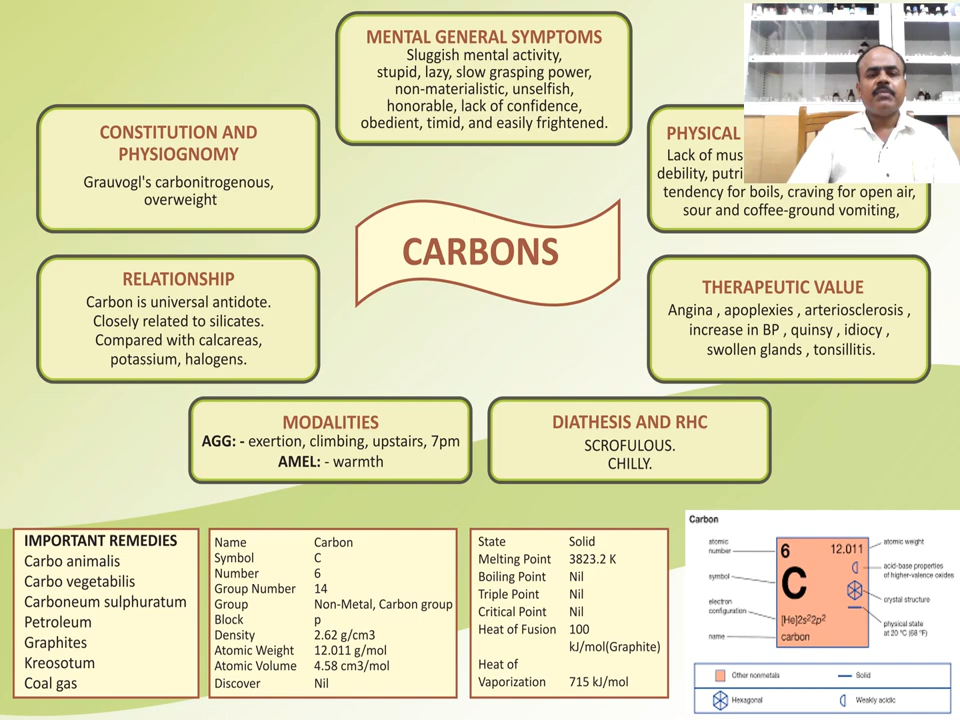 MENTAL GENERAL SYMPTOMS
Sluggish mental activity,
stupid, lazy, slow grasping power,
non-materialistic, unselfish,
honorable, lack of confidence,
obedient, timid, and easily frightened.
CONSTITUTION AND
PHYSIOGNOMY
Grauvogl's carbonitrogenous,
overweight
PHYSICAL
Lack of
debility,
tendency for boils, craving for open air,
sour and coffee-ground vomiting,
CARBONS
RELATIONSHIP
Carbon is universal antidote.
Closely related to silicates.
Compared with calcareas,
potassium, halogens.
THERAPEUTIC VALUE
Angina , apoplexies , arteriosclerosis ,
increase in BP , quinsy , idiocy ,
swollen glands , tonsillitis.
MODALITIES
AGG: - exertion, climbing, upstairs, 7pm
AMEL: - warmth
DIATHESIS AND RHC
SCROFULOUS.
CHILLY.
IMPORTANT REMEDIES
Carbo animalis
Carbo vegetabilis
Carboneum sulphuratum
Petroleum
Graphites
Kreosotum
Coal gas
Name Carbon
Symbol C
Number 6
Group Number 14
Group Non-Metal, Carbon group
Block p
Density 2.62 g/cm3
Atomic Weight 12.011 g/mol
Atomic Volume 4.58 cm3/mol
Discover Nil
State Solid
Melting Point 3823.2 K
Boiling Point Nil
Triple Point Nil
Critical Point Nil
Heat of Fusion 100
kJ/mol(Graphite)
Heat of
Vaporization 715 kJ/mol
Carbon
atomic
number
6
12.011
atomic weight
acid-base properties
of higher-valence oxides
symbol
C
crystal structure
electron
configuration
[He]2s²2p²
physical state
at 20 °C (68 °F)
name
carbon
Other nonmetals
Solid
Hexagonal
Weakly acidic